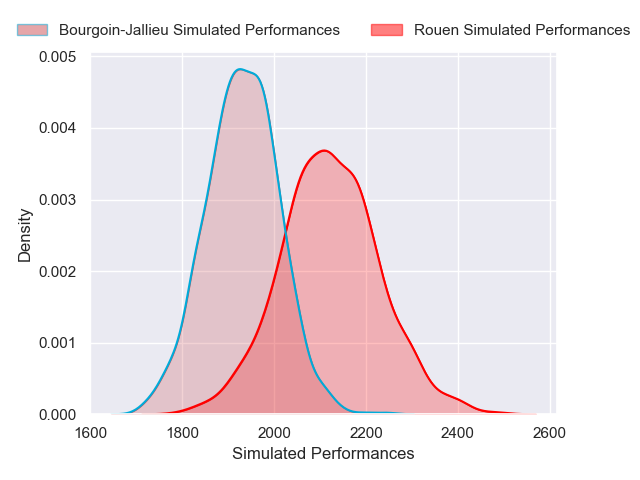 Bourgoin-Jallieu Simulated Performances Rouen Simulated Performances
0.005
0.004
0.003
0.002
0.001
0.000
Density
1600 1800 2000 2200 2400 2600
Simulated Performances